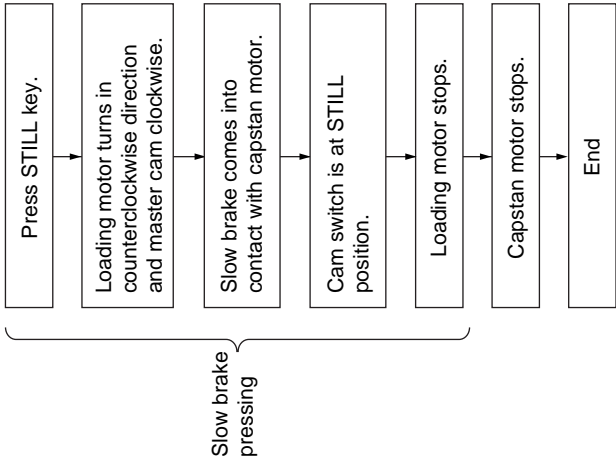 Press STILL key.
Loading motor turns in
counterclockwise direction
and master cam clockwise.
Slow brake comes into
contact with capstan motor.
Cam switch is at STILL
position.
Loading motor stops.
Capstan motor stops.
End
Slow brake
pressing